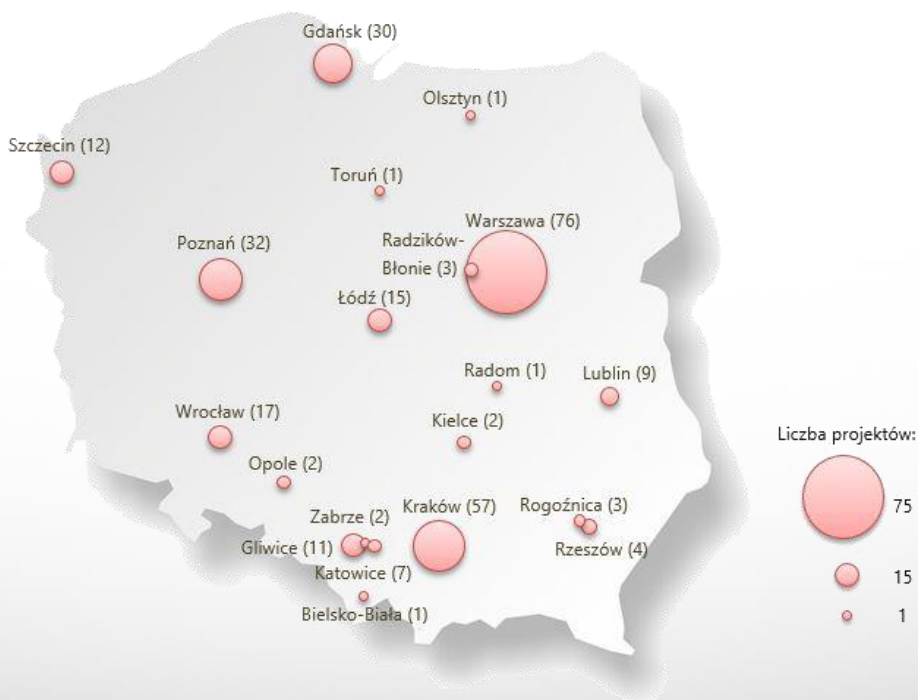 Gdańsk (30)
Olsztyn (1)
Szczecin (12)
Toruń (1)
Warszawa (76)
Radzików-
Błonie (3)
Poznań (32)
Łódź (15)
Radom (1)
Lublin (9)
Wrocław (17)
Kielce (2)
Liczba projektów:
Opole (2)
75
Zabrze (2)
Kraków (57)
Rogoźnica (3)
Gliwice (11)
Rzeszów (4)
Katowice (7)
15
Bielsko-Biała (1)
1